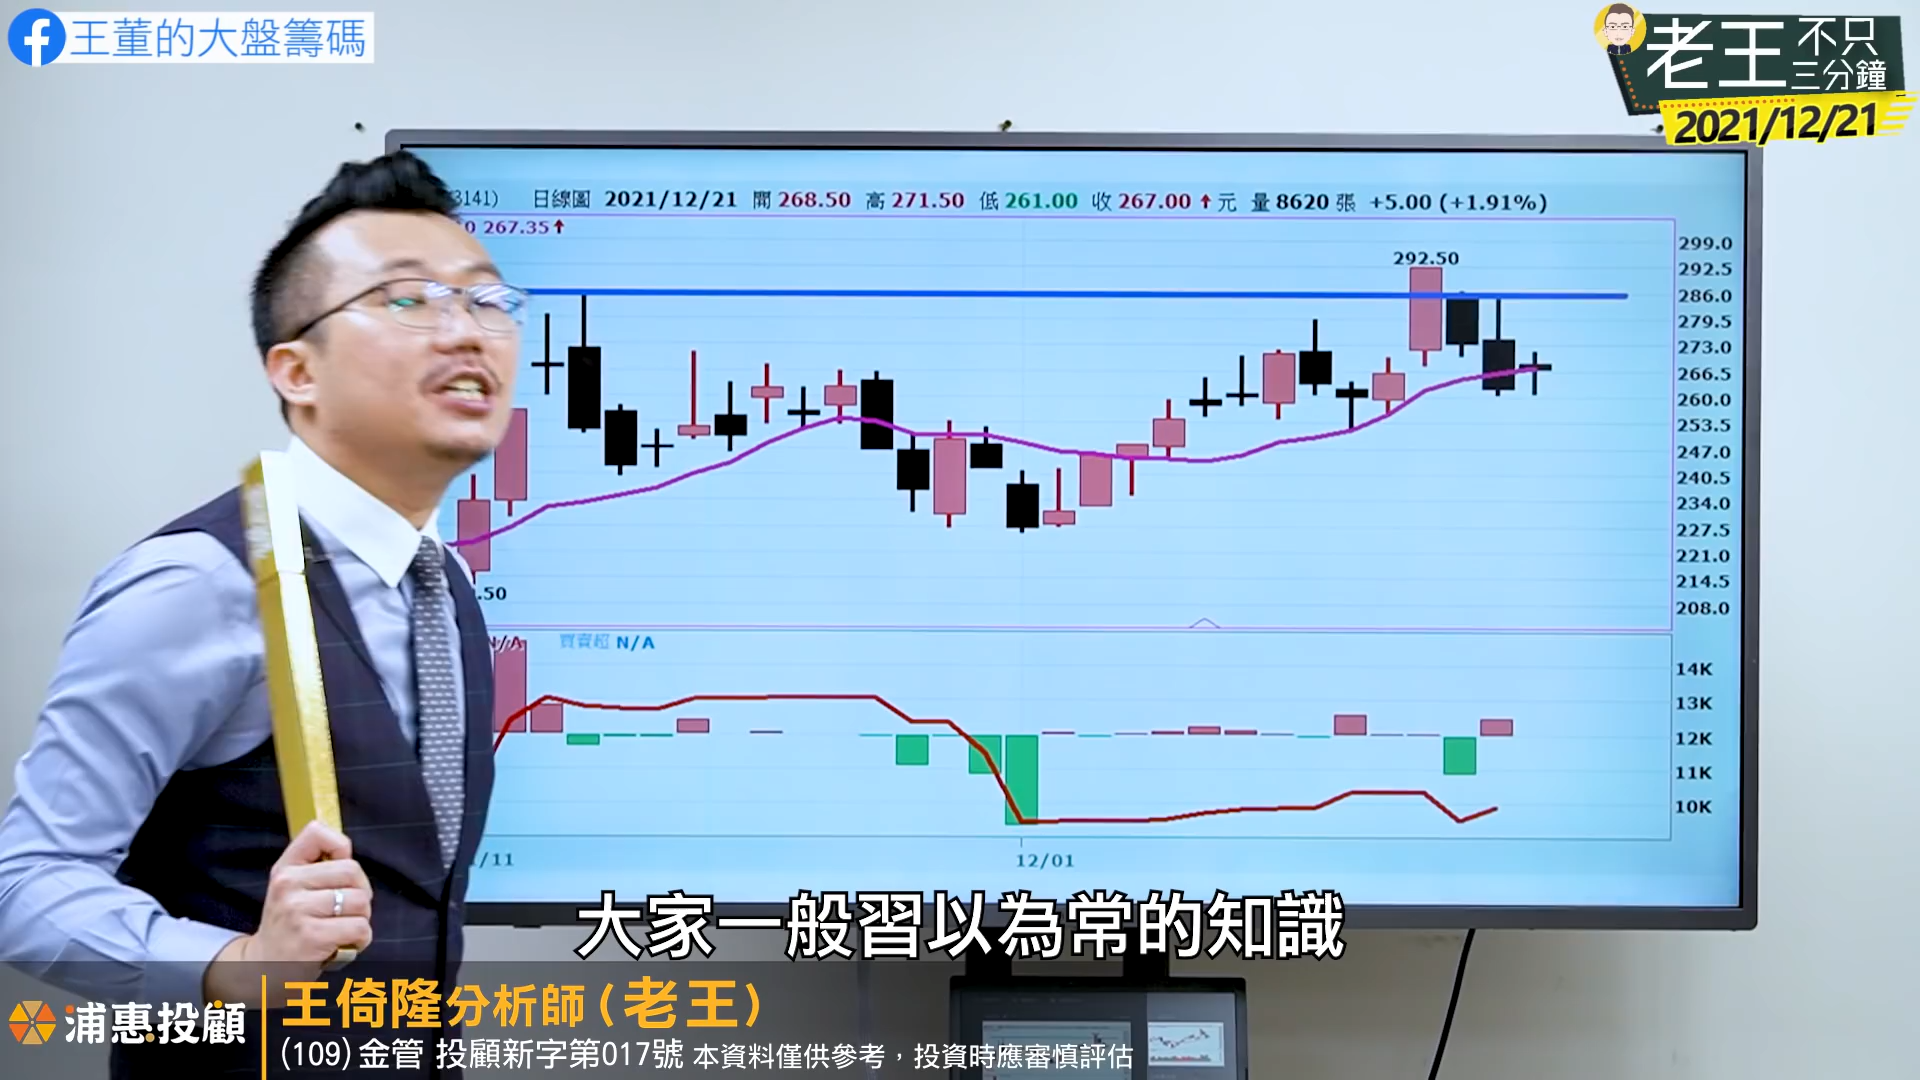 王董的大盤籌碼
老王 不只三分鐘
2021/12/21
3141) 日線圖 2021/12/21 開 268.50 高 271.50 低 261.00 收 267.00↑元 量 8620 張 +5.00 (+1.91%)
0 267.35↑
292.50
299.0
292.5
286.0
279.5
273.0
266.5
260.0
253.5
247.0
240.5
234.0
227.5
221.0
214.5
208.0
.50
N/A 買賣超 N/A
14K
13K
12K
11K
10K
/11 12/01
大家一般習以為常的知識
浦惠投顧
王倚隆分析師(老王)
(109)金管 投顧新字第017號 本資料僅供參考，投資時應審慎評估